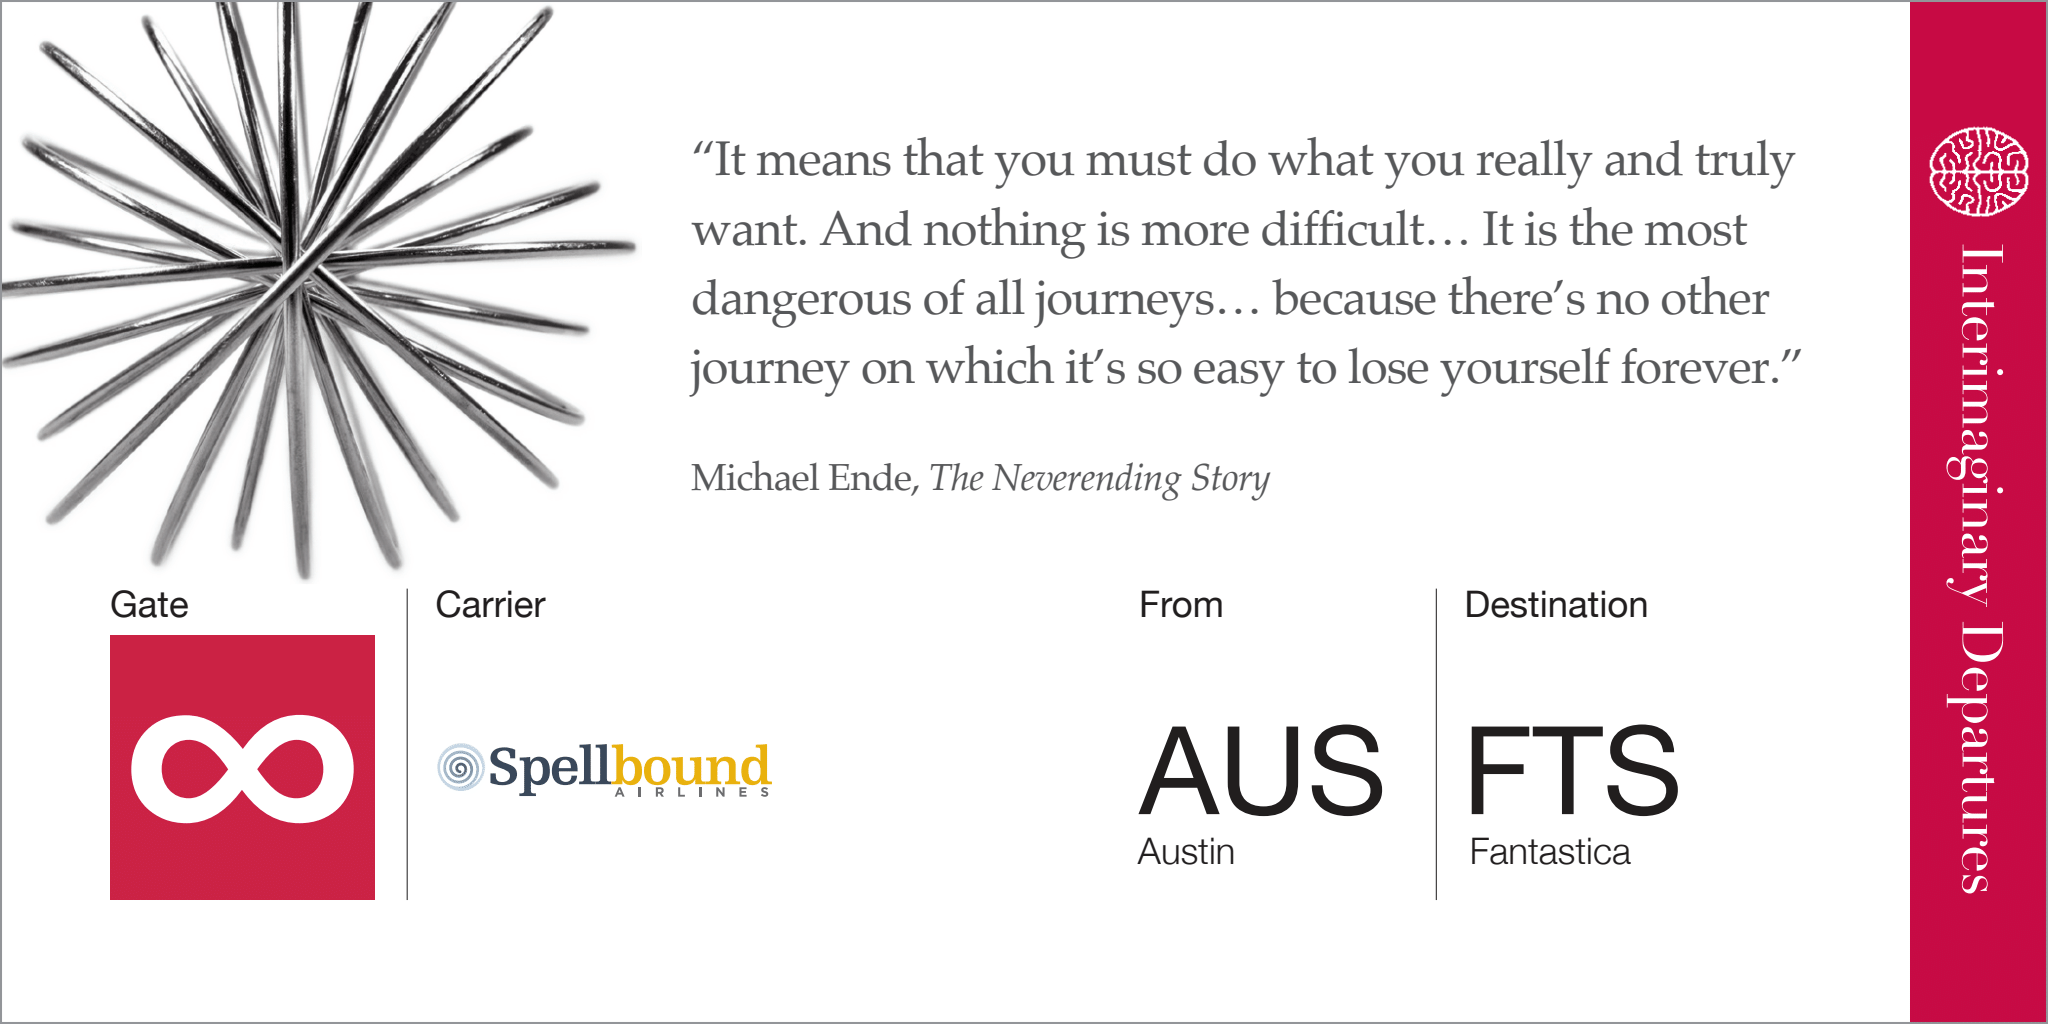 “It means that you must do what you really and truly
want. And nothing is more difficult… It is the most
dangerous of all journeys… because there’s no other
journey on which it’s so easy to lose yourself forever.”
Michael Ende, The Neverending Story
Gate
∞
Carrier
Spellbound
AIRLINES
From
AUS
Austin
Destination
FTS
Fantastica
Interimaginary Departures